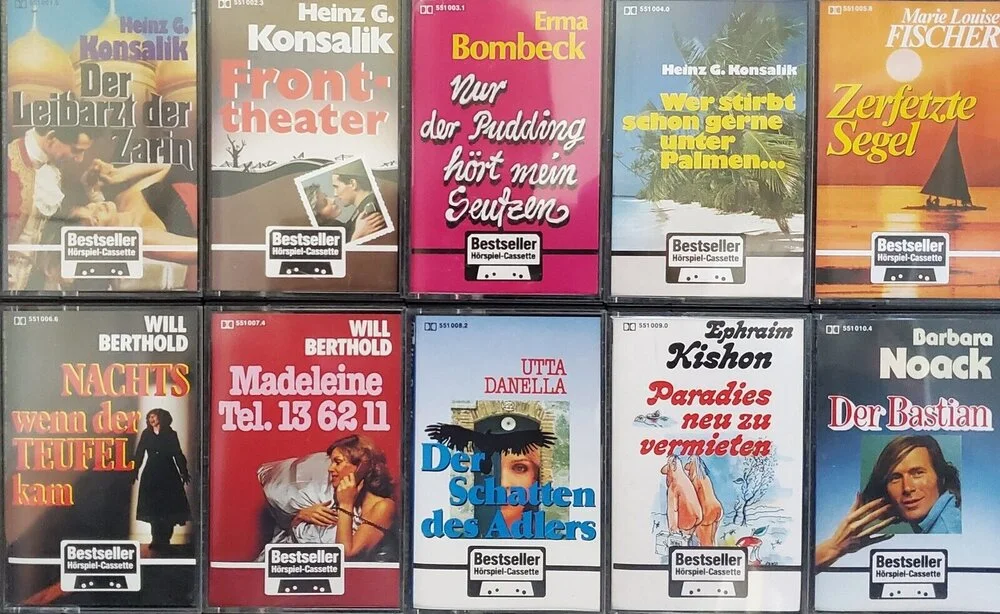 551 001.6
Heinz G.
Konsalik
Der
Leibarzt der
Zarin
Bestseller
Hörspiel-Cassette
551 002.3
Heinz G.
Konsalik
Front-
theater
Bestseller
Hörspiel-Cassette
551 003.1
Erma
Bombeck
Nur
der Pudding
hört mein
Seufzen
Bestseller
Hörspiel-Cassette
551 004.0
Heinz G. Konsalik
Wer stirbt
schon gerne
unter
Palmen...
Bestseller
Hörspiel-Cassette
551 005.8
Marie Louise
FISCHER
Zerfetzte
Segel
Bestseller
Hörspiel-Cassette
551 006.6
WILL
BERTHOLD
NACHTS
wenn der
TEUFEL
kam
Bestseller
Hörspiel-Cassette
551 007.4
WILL
BERTHOLD
Madeleine
Tel. 13 62 11
Bestseller
Hörspiel-Cassette
551 008.2
UTTA
DANELLA
Der
Schatten
des Adlers
Bestseller
Hörspiel-Cassette
551 009.0
Ephraim
Kishon
Paradies
neu zu
vermieten
Bestseller
Hörspiel-Cassette
551 010.4
Barbara
Noack
Der Bastian
Bestseller
Hörspiel-Cassette